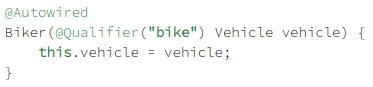 @Autowired
Biker(@Qualifier("bike") Vehicle vehicle) {
    this.vehicle = vehicle;
}